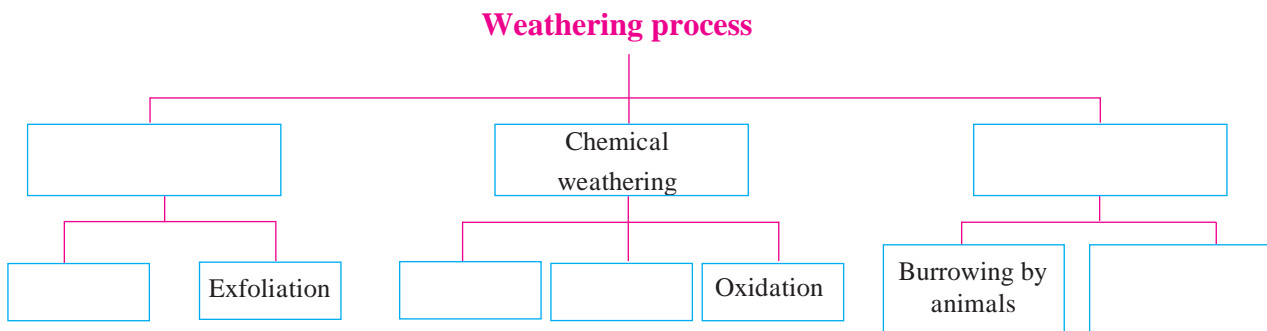 Weathering process
Chemical
weathering
Exfoliation
Oxidation
Burrowing by
animals